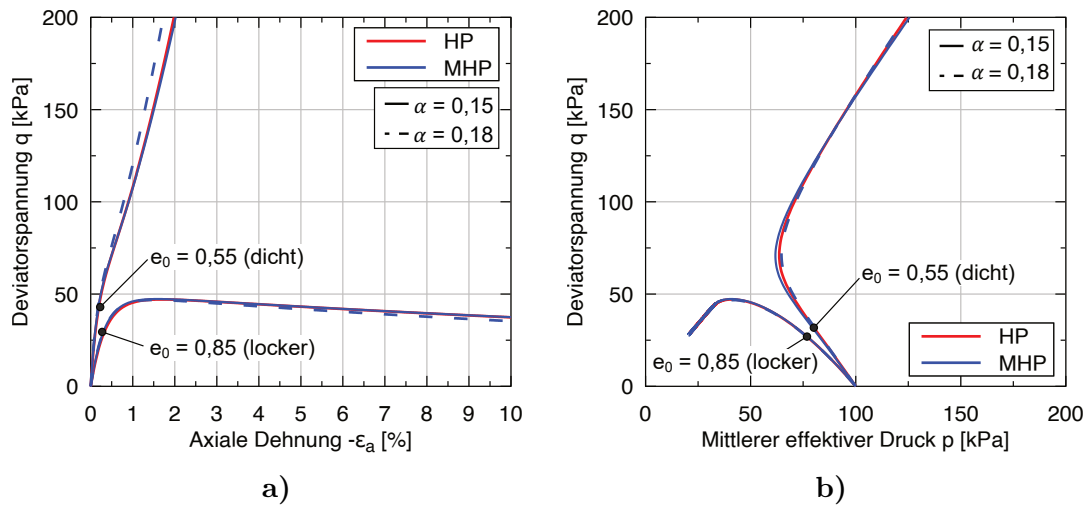 200
150
100
50
0
Deviatorspannung q [kPa]
0 1 2 3 4 5 6 7 8 9 10
Axiale Dehnung -εa [%]
HP
MHP
α = 0,15
α = 0,18
e0 = 0,55 (dicht)
e0 = 0,85 (locker)
a)
200
150
100
50
0
Deviatorspannung q [kPa]
0 50 100 150 200
Mittlerer effektiver Druck p [kPa]
α = 0,15
α = 0,18
e0 = 0,55 (dicht)
e0 = 0,85 (locker)
HP
MHP
b)